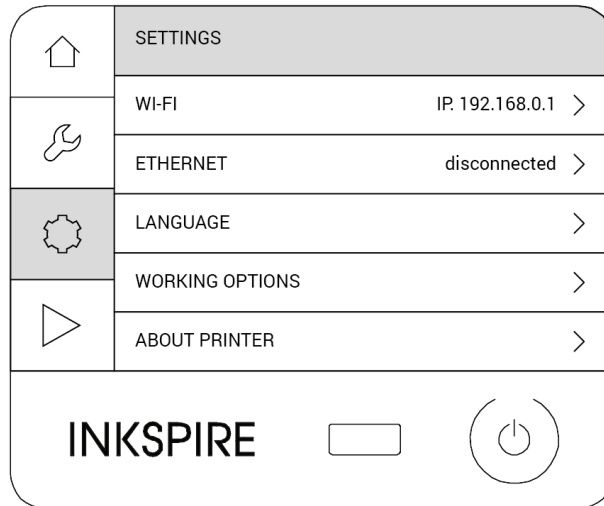 SETTINGS
WI-FI IP. 192.168.0.1
ETHERNET disconnected
LANGUAGE
WORKING OPTIONS
ABOUT PRINTER
INKSPIRE